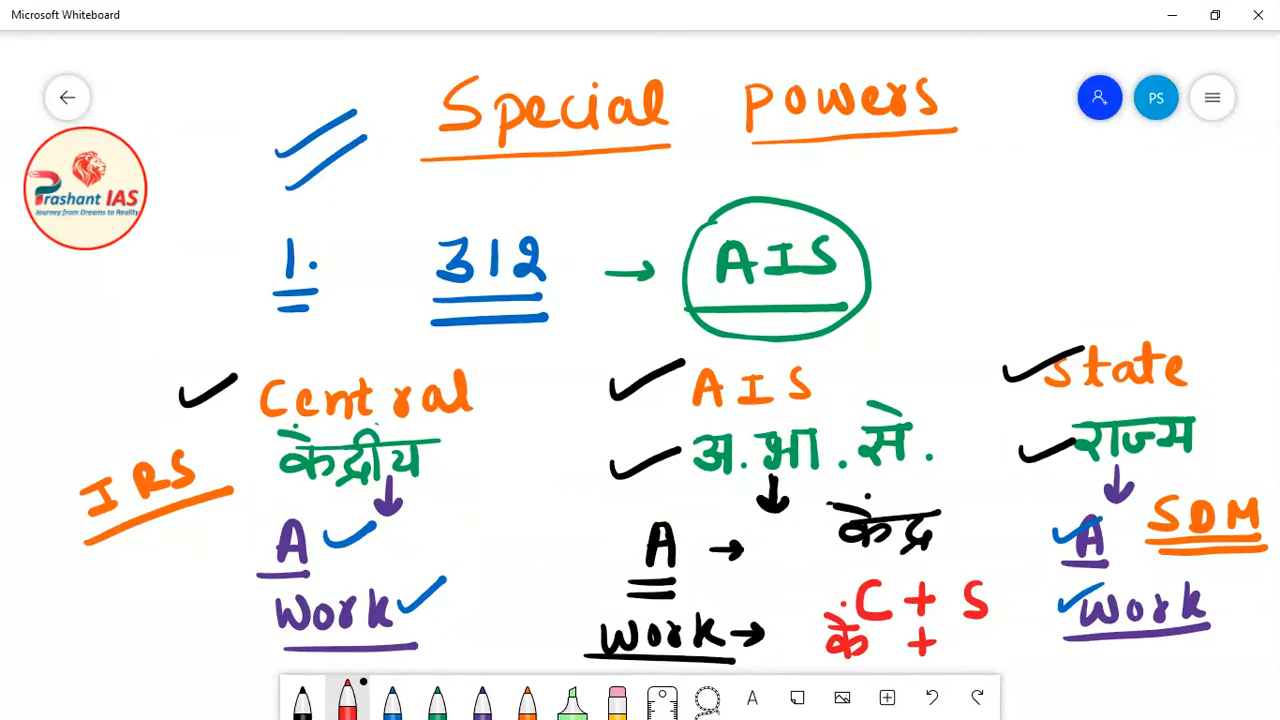 Microsoft Whiteboard
Special Powers
PS
Prashant IAS
Journey from Dreams to Reality
1. 312 → AIS
Central AIS State
केंद्रीय अ.भा.से. राज्य
IRS
A A → केंद्र A SDM
Work Work → C + S Work
के +
A